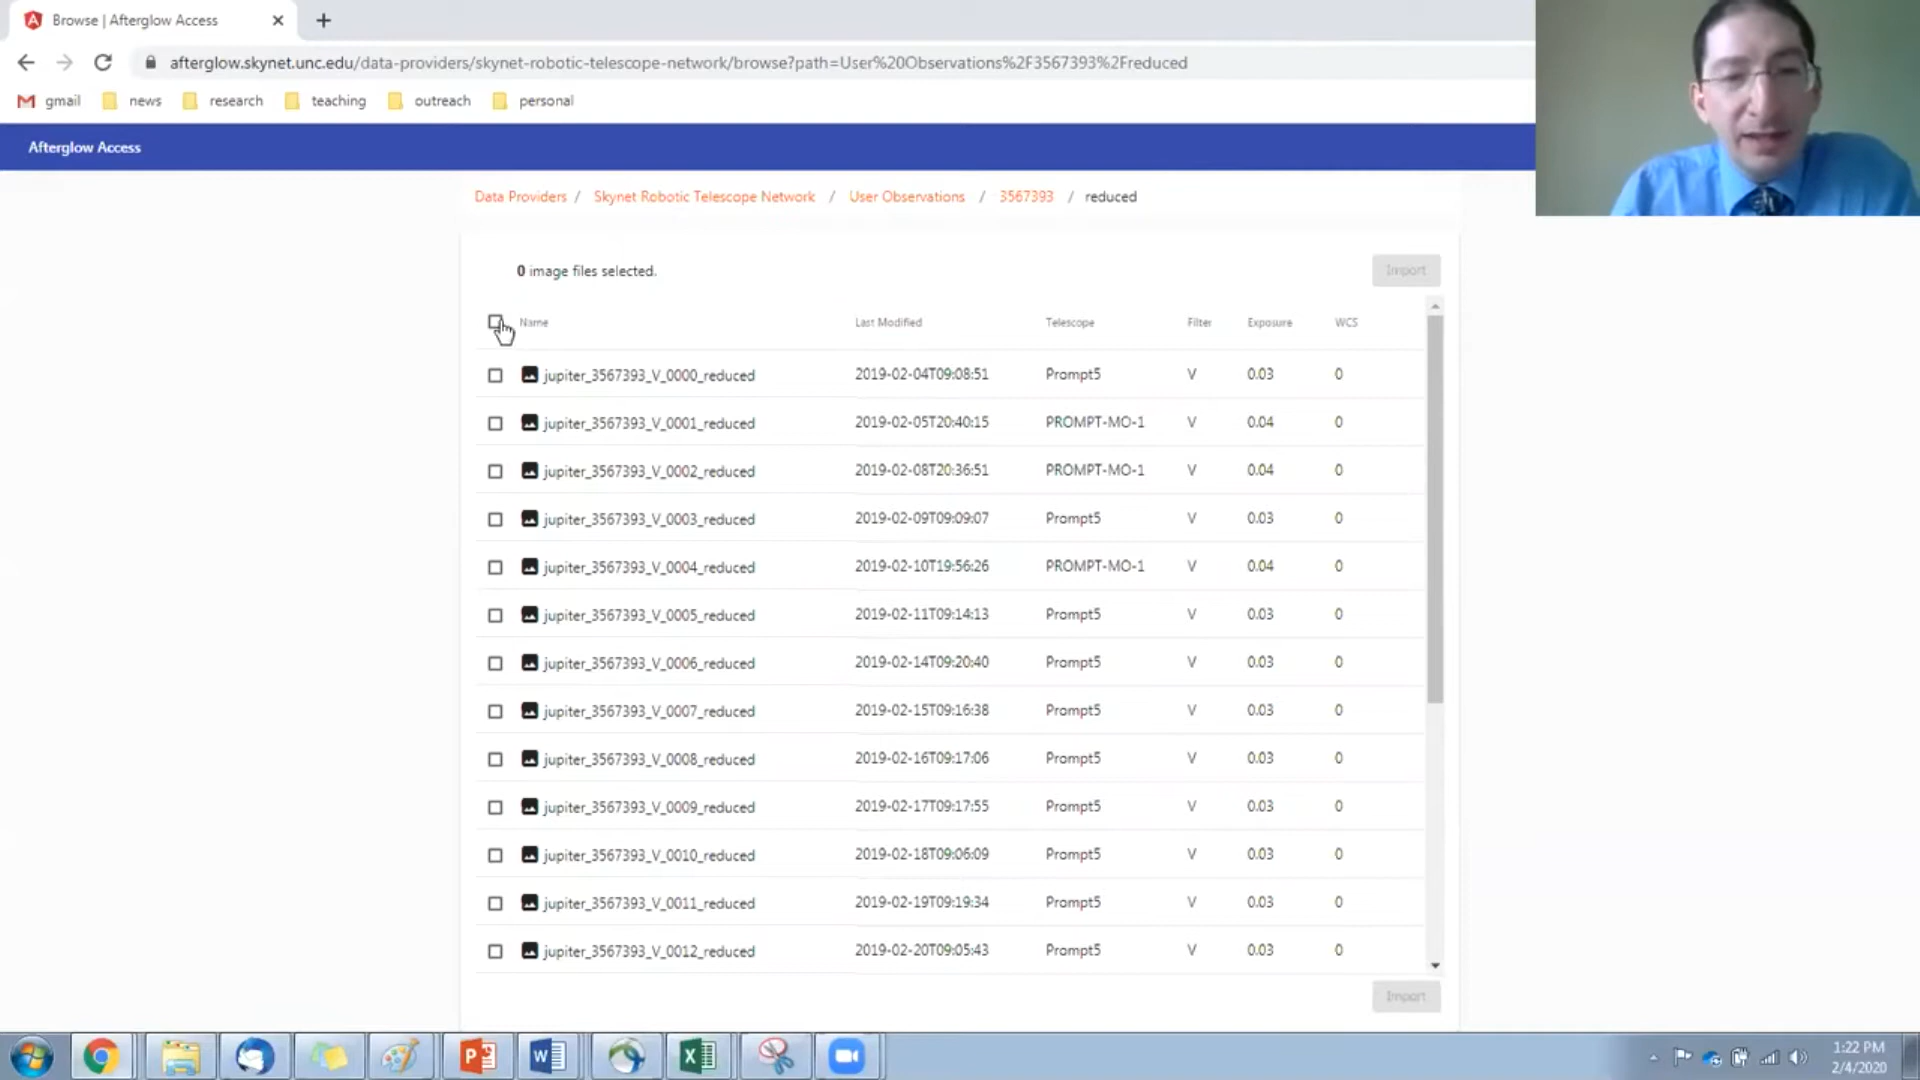 Browse | Afterglow Access
afterglow.skynet.unc.edu/data-providers/skynet-robotic-telescope-network/browse?path=User%20Observations%2F3567393%2Freduced
gmail news research teaching outreach personal
Afterglow Access
Data Providers / Skynet Robotic Telescope Network / User Observations / 3567393 / reduced
0 image files selected.
Import
Name Last Modified Telescope Filter Exposure WCS
jupiter_3567393_V_0000_reduced 2019-02-04T09:08:51 Prompt5 V 0.03 0
jupiter_3567393_V_0001_reduced 2019-02-05T20:40:15 PROMPT-MO-1 V 0.04 0
jupiter_3567393_V_0002_reduced 2019-02-08T20:36:51 PROMPT-MO-1 V 0.04 0
jupiter_3567393_V_0003_reduced 2019-02-09T09:09:07 Prompt5 V 0.03 0
jupiter_3567393_V_0004_reduced 2019-02-10T19:56:26 PROMPT-MO-1 V 0.04 0
jupiter_3567393_V_0005_reduced 2019-02-11T09:14:13 Prompt5 V 0.03 0
jupiter_3567393_V_0006_reduced 2019-02-14T09:20:40 Prompt5 V 0.03 0
jupiter_3567393_V_0007_reduced 2019-02-15T09:16:38 Prompt5 V 0.03 0
jupiter_3567393_V_0008_reduced 2019-02-16T09:17:06 Prompt5 V 0.03 0
jupiter_3567393_V_0009_reduced 2019-02-17T09:17:55 Prompt5 V 0.03 0
jupiter_3567393_V_0010_reduced 2019-02-18T09:06:09 Prompt5 V 0.03 0
jupiter_3567393_V_0011_reduced 2019-02-19T09:19:34 Prompt5 V 0.03 0
jupiter_3567393_V_0012_reduced 2019-02-20T09:05:43 Prompt5 V 0.03 0
Import
1:22 PM
2/4/2020